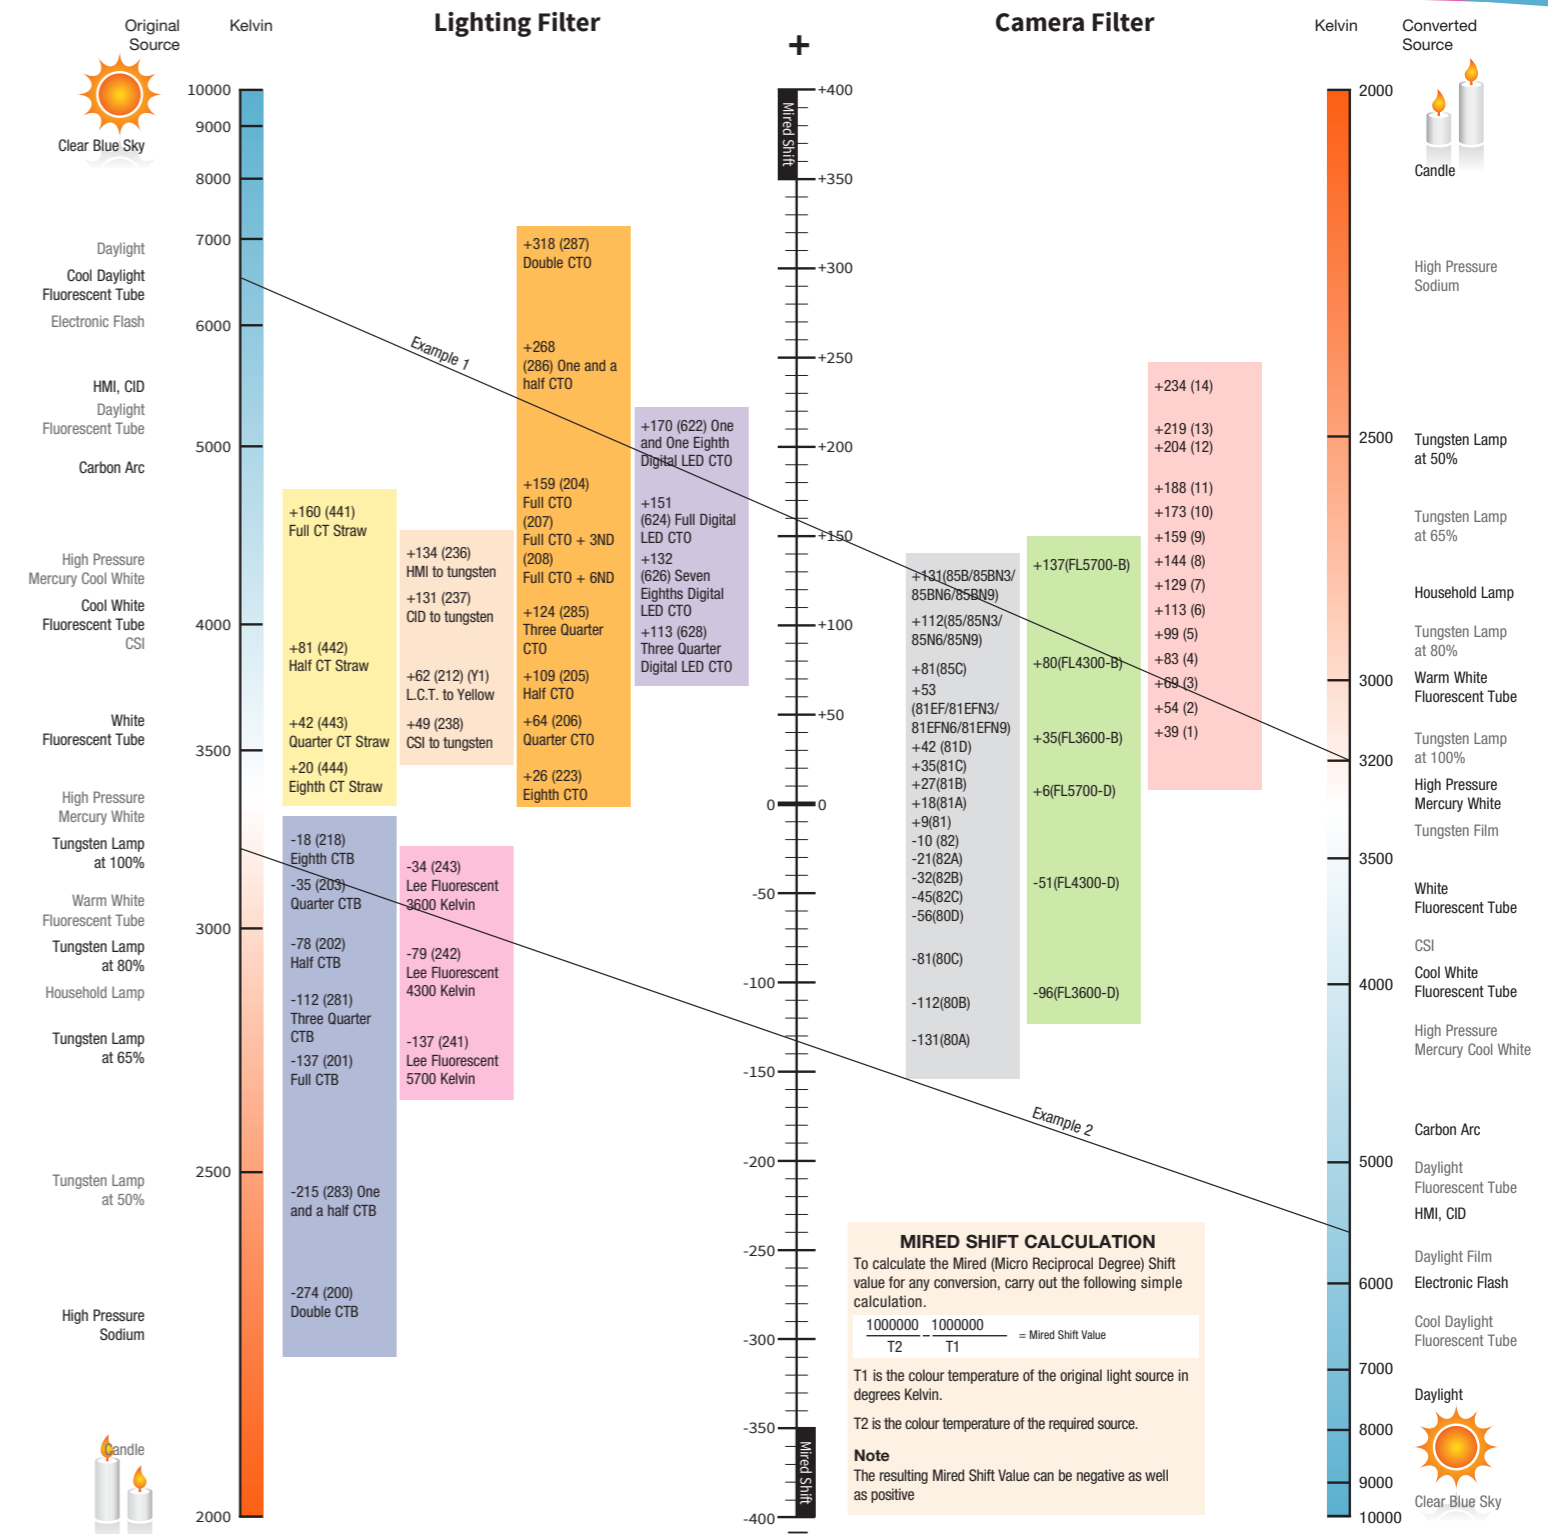 Lighting Filter
Camera Filter
Original
Source
Kelvin
+
Kelvin
Converted
Source
Clear Blue Sky
Daylight
Cool Daylight
Fluorescent Tube
Electronic Flash
HMI, CID
Daylight
Fluorescent Tube
Carbon Arc
High Pressure
Mercury Cool White
Cool White
Fluorescent Tube
CSI
White
Fluorescent Tube
High Pressure
Mercury White
Tungsten Lamp
at 100%
Warm White
Fluorescent Tube
Tungsten Lamp
at 80%
Household Lamp
Tungsten Lamp
at 65%
Tungsten Lamp
at 50%
High Pressure
Sodium
Candle
10000
9000
8000
7000
6000
5000
4000
3500
3000
2500
2000
Example 1
+160 (441)
Full CT Straw
+81 (442)
Half CT Straw
+42 (443)
Quarter CT Straw
+20 (444)
Eighth CT Straw
-18 (218)
Eighth CTB
-35 (203)
Quarter CTB
-78 (202)
Half CTB
-112 (281)
Three Quarter
CTB
-137 (201)
Full CTB
-215 (283) One
and a half CTB
-274 (200)
Double CTB
+134 (236)
HMI to tungsten
+131 (237)
CID to tungsten
+62 (212) (Y1)
L.C.T. to Yellow
+49 (238)
CSI to tungsten
-34 (243)
Lee Fluorescent
3600 Kelvin
-79 (242)
Lee Fluorescent
4300 Kelvin
-137 (241)
Lee Fluorescent
5700 Kelvin
+318 (287)
Double CTO
+268
(286) One and a
half CTO
+159 (204)
Full CTO
(207)
Full CTO + 3ND
(208)
Full CTO + 6ND
+124 (285)
Three Quarter
CTO
+109 (205)
Half CTO
+64 (206)
Quarter CTO
+26 (223)
Eighth CTO
+170 (622) One
and One Eighth
Digital LED CTO
+151
(624) Full Digital
LED CTO
+132
(626) Seven
Eighths Digital
LED CTO
+113 (628)
Three Quarter
Digital LED CTO
Mired Shift
+400
+350
+300
+250
+200
+150
+100
+50
0
0
-50
-100
-150
-200
-250
-300
-350
-400
Mired Shift
+131(85B/85BN3/
85BN6/85BN9)
+112(85/85N3/
85N6/85N9)
+81(85C)
+53
(81EF/81EFN3/
81EFN6/81EFN9)
+42 (81D)
+35(81C)
+27(81B)
+18(81A)
+9(81)
-10 (82)
-21(82A)
-32(82B)
-45(82C)
-56(80D)
-81(80C)
-112(80B)
-131(80A)
+137(FL5700-B)
+80(FL4300-B)
+35(FL3600-B)
+6(FL5700-D)
-51(FL4300-D)
-96(FL3600-D)
+234 (14)
+219 (13)
+204 (12)
+188 (11)
+173 (10)
+159 (9)
+144 (8)
+129 (7)
+113 (6)
+99 (5)
+83 (4)
+69 (3)
+54 (2)
+39 (1)
Example 2
MIRED SHIFT CALCULATION
To calculate the Mired (Micro Reciprocal Degree) Shift
value for any conversion, carry out the following simple
calculation.
1000000 - 1000000
T2 T1
= Mired Shift Value
T1 is the colour temperature of the original light source in
degrees Kelvin.
T2 is the colour temperature of the required source.
Note
The resulting Mired Shift Value can be negative as well
as positive
2000
2500
3000
3200
3500
4000
5000
6000
7000
8000
9000
10000
Candle
High Pressure
Sodium
Tungsten Lamp
at 50%
Tungsten Lamp
at 65%
Household Lamp
Tungsten Lamp
at 80%
Warm White
Fluorescent Tube
Tungsten Lamp
at 100%
High Pressure
Mercury White
Tungsten Film
White
Fluorescent Tube
CSI
Cool White
Fluorescent Tube
High Pressure
Mercury Cool White
Carbon Arc
Daylight
Fluorescent Tube
HMI, CID
Daylight Film
Electronic Flash
Cool Daylight
Fluorescent Tube
Daylight
Clear Blue Sky